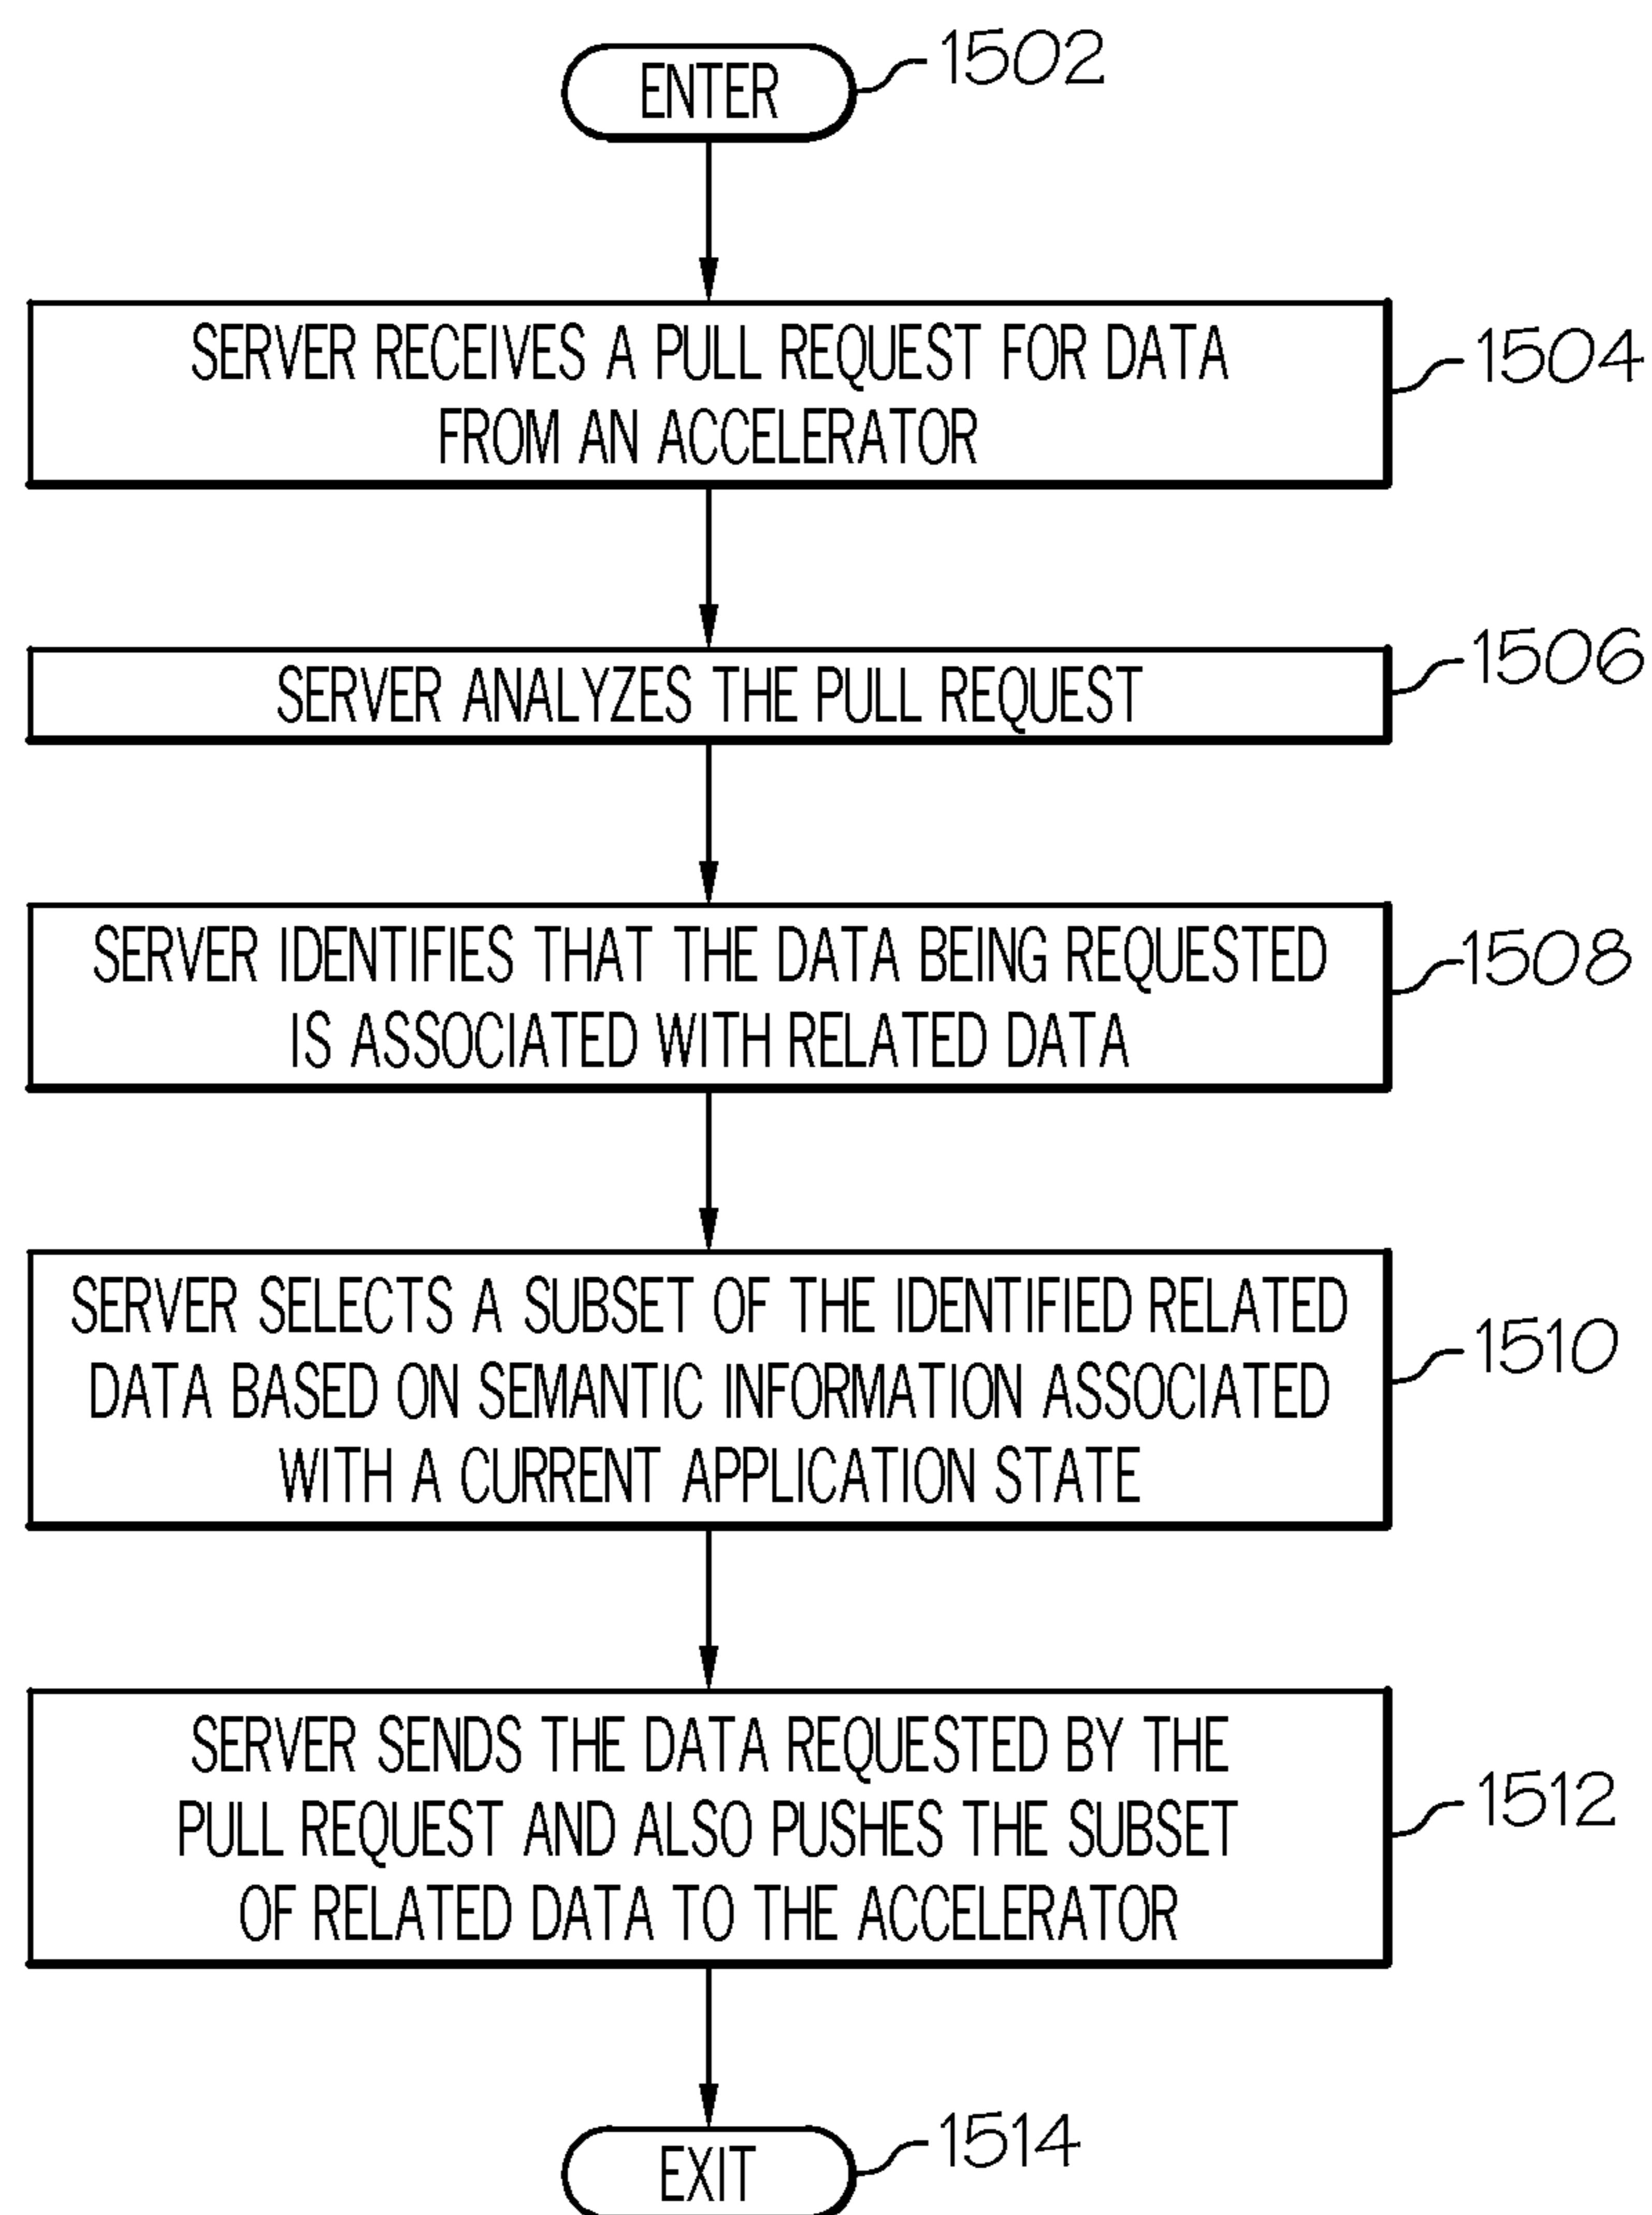 ENTER
1502
SERVER RECEIVES A PULL REQUEST FOR DATA
FROM AN ACCELERATOR
1504
SERVER ANALYZES THE PULL REQUEST
1506
SERVER IDENTIFIES THAT THE DATA BEING REQUESTED
IS ASSOCIATED WITH RELATED DATA
1508
SERVER SELECTS A SUBSET OF THE IDENTIFIED RELATED
DATA BASED ON SEMANTIC INFORMATION ASSOCIATED
WITH A CURRENT APPLICATION STATE
1510
SERVER SENDS THE DATA REQUESTED BY THE
PULL REQUEST AND ALSO PUSHES THE SUBSET
OF RELATED DATA TO THE ACCELERATOR
1512
EXIT
1514